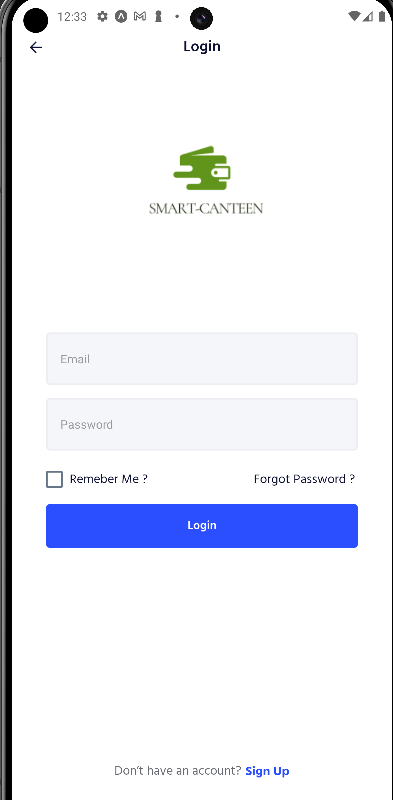 12:33
Login
SMART-CANTEEN
Email
Password
Remeber Me ? Forgot Password ?
Login
Don't have an account? Sign Up